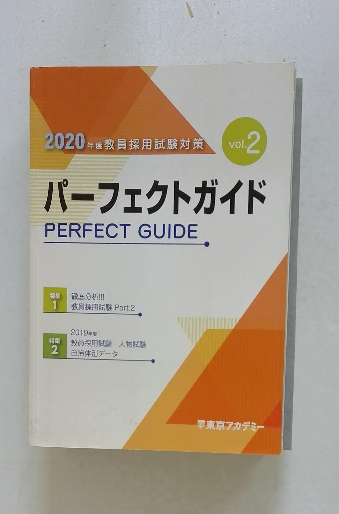 2020年度教員採用試験対策
vol.2
パーフェクトガイド
PERFECT GUIDE
特集
1
徹底分析!!!
教員採用試験 Part.2
特集
2
2019年度
教員採用試験 人物試験
自治体別データ
東京アカデミー